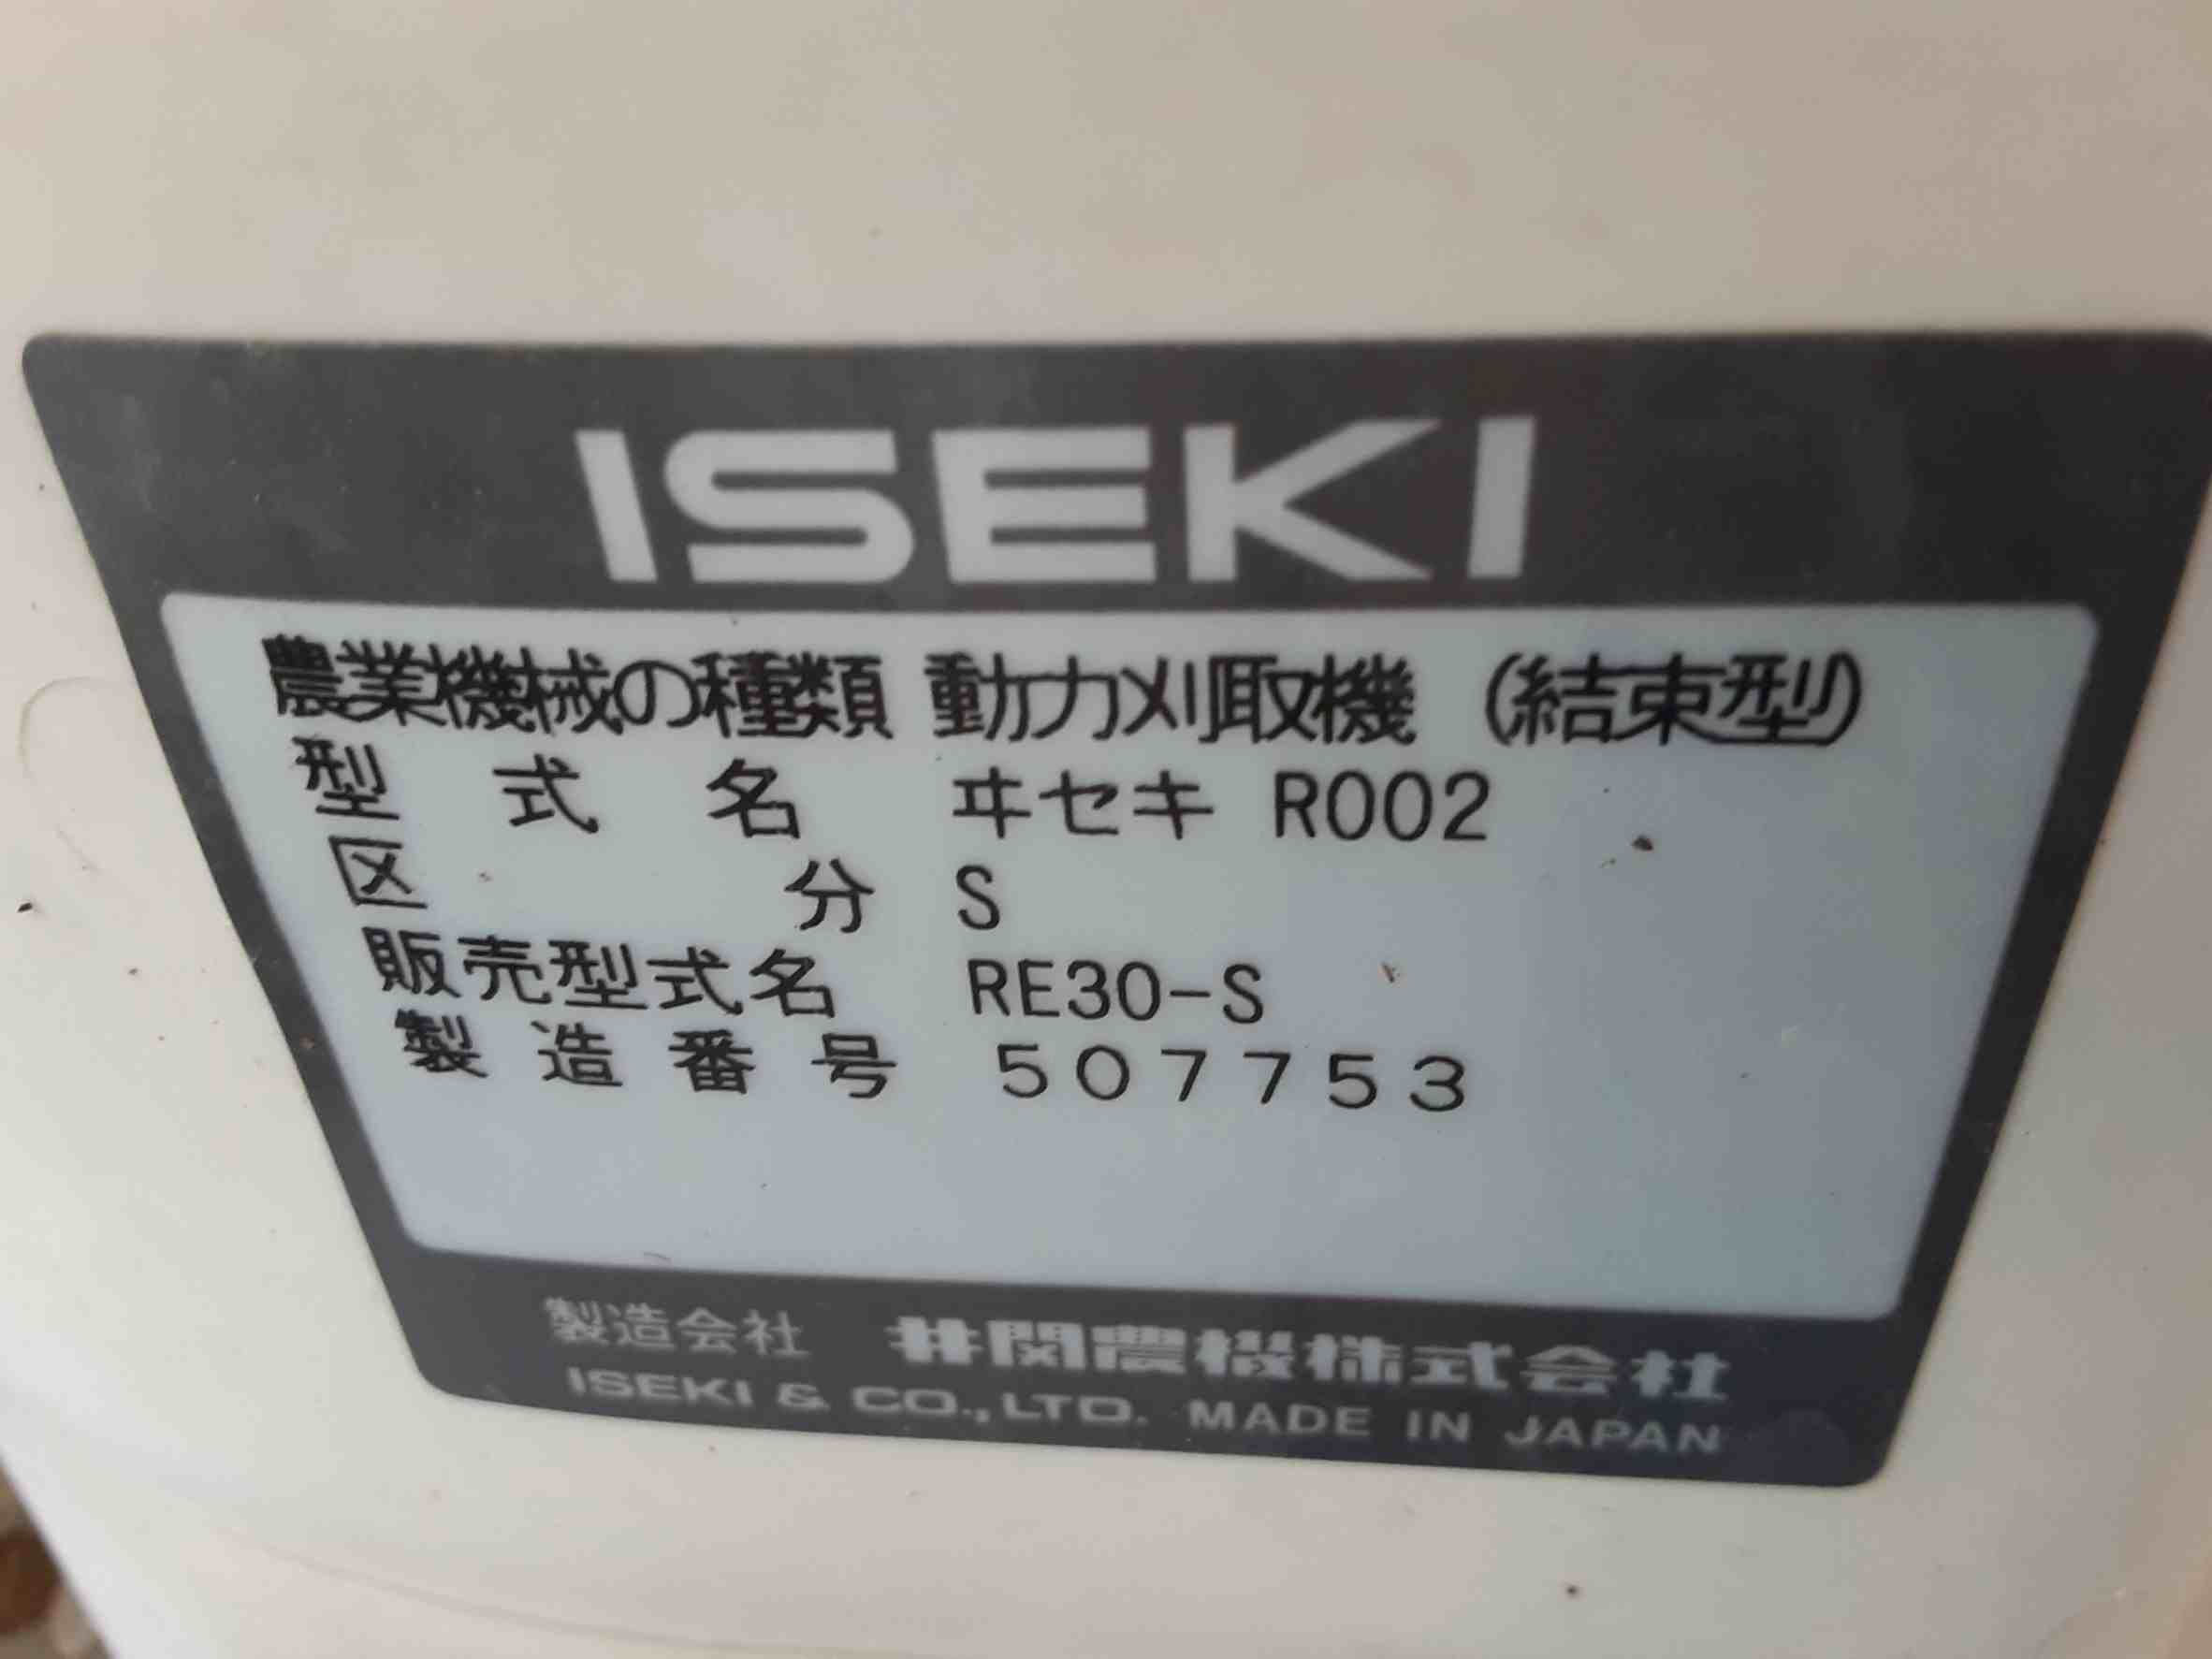 ISEKI
農業機械の種類 動力刈取機 (結束型)
型式名 ヰセキ R002
区分 S
販売型式名 RE30-S
製造番号 507753
製造会社 井関農機株式会社
ISEKI & CO., LTD. MADE IN JAPAN